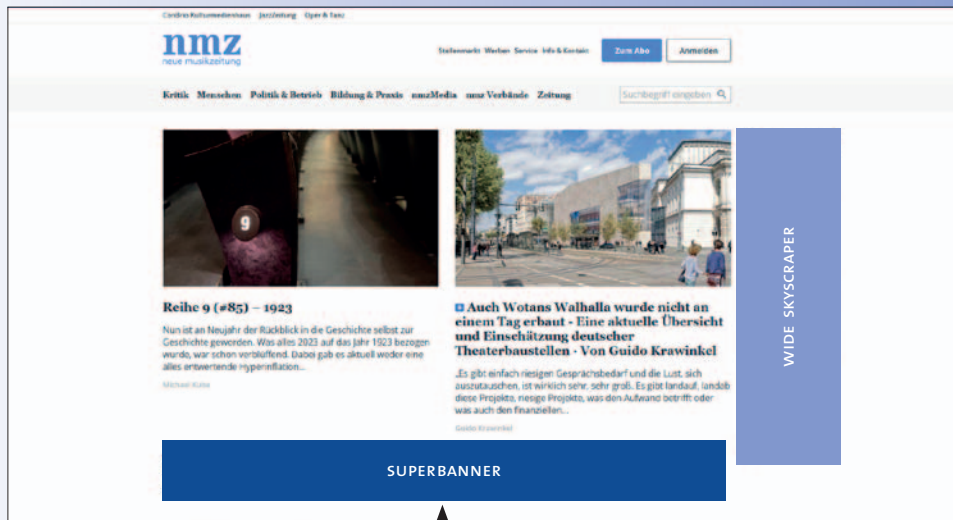 ConBrio Kulturmedienhaus JazzZeitung Oper & Tanz
nmz
neue musikzeitung
Stellenmarkt Werben Service Info & Kontakt
Zum Abo
Anmelden
Kritik Menschen Politik & Betrieb Bildung & Praxis nmzMedia nmz Verbände Zeitung
Suchbegriff eingeben
9
Reihe 9 (#85) – 1923
Nun ist an Neujahr der Rückblick in die Geschichte selbst zur
Geschichte geworden. Was alles 2023 auf das Jahr 1923 bezogen
wurde, war schon verblüffend. Dabei gab es aktuell weder eine
alles entwertende Hyperinflation...
Auch Wotans Walhalla wurde nicht an
einem Tag erbaut - Eine aktuelle Übersicht
und Einschätzung deutscher
Theaterbaustellen - Von Guido Krawinkel
„Es gibt einfach riesigen Gesprächsbedarf und die Lust, sich
auszutauschen, ist wirklich sehr, sehr groß. Es gibt landauf, landab
diese Projekte, riesige Projekte, was den Aufwand betrifft oder
was auch den finanziellen...
Guido Krawinkel
WIDE SKYSCRAPER
SUPERBANNER